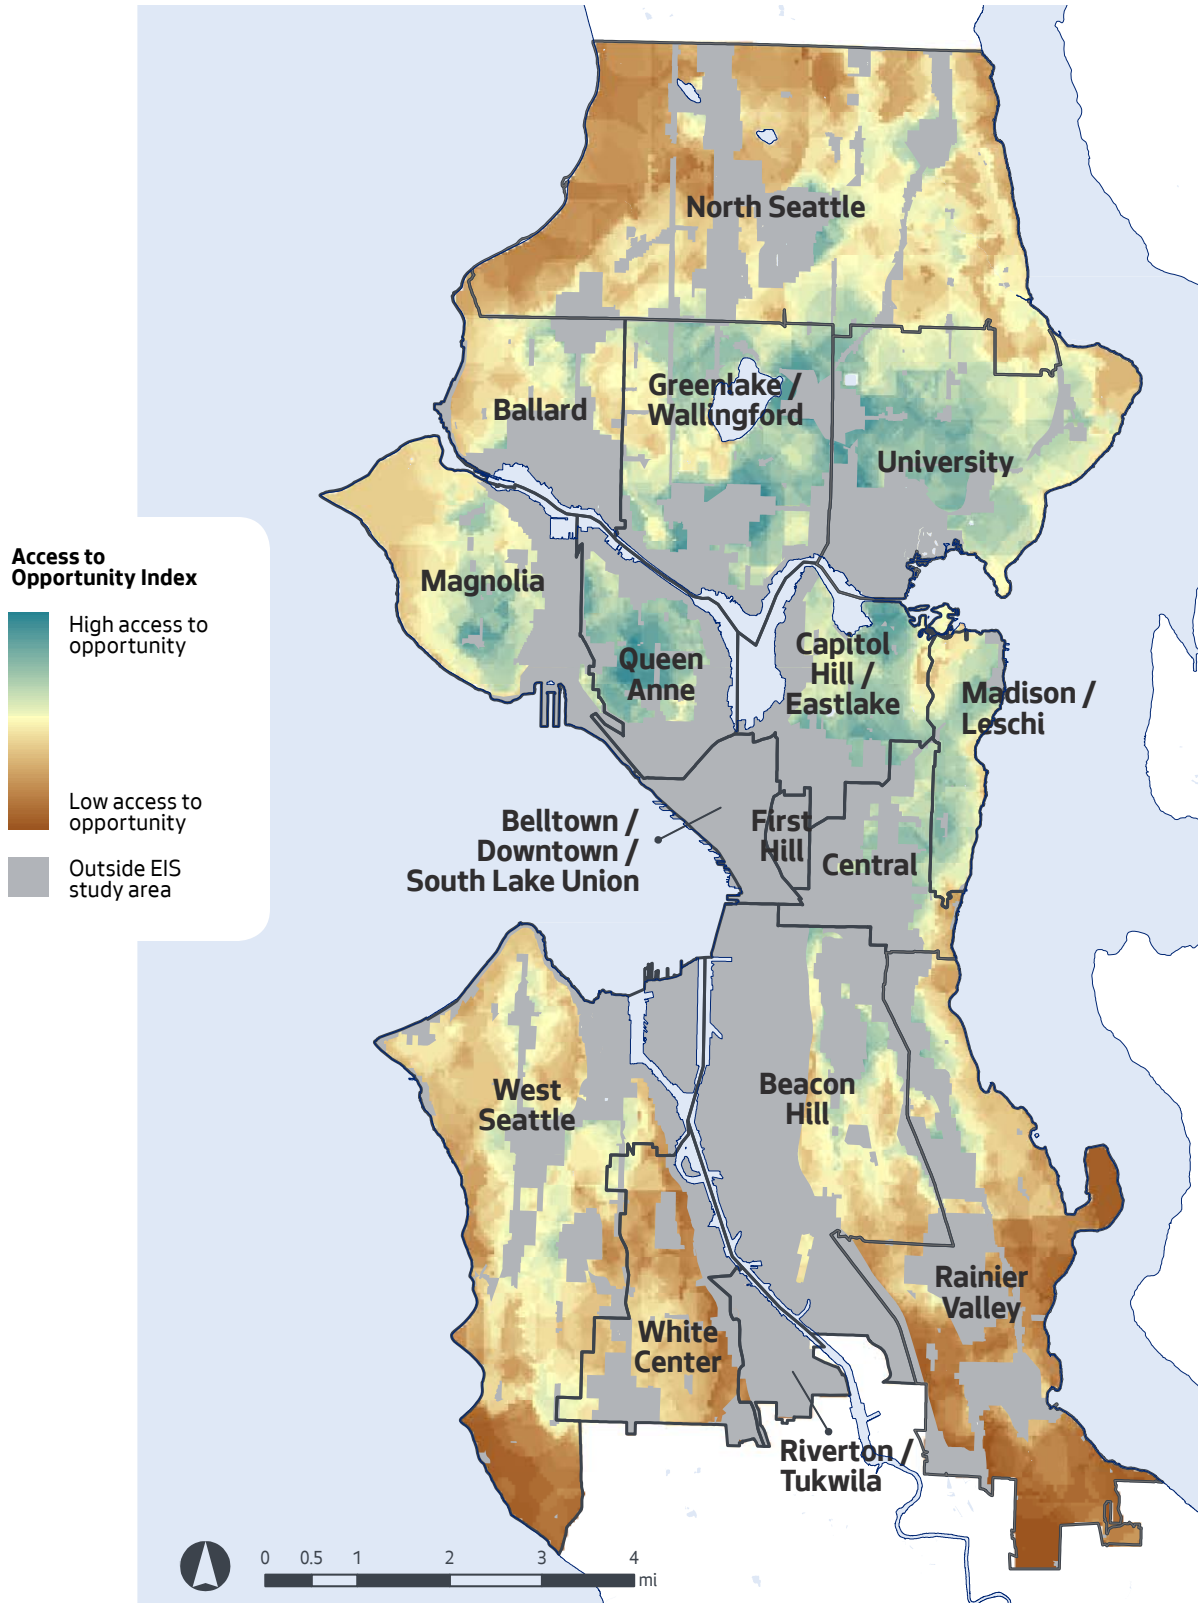 North Seattle
Greenlake /
Wallingford
Ballard
University
Access to
Opportunity Index
High access to
opportunity
Low access to
opportunity
Outside EIS
study area
Magnolia
Queen
Anne
Capitol
Hill /
Eastlake
Madison /
Leschi
Belltown /
Downtown /
South Lake Union
First
Hill
Central
West
Seattle
Beacon
Hill
Rainier
Valley
White
Center
Riverton /
Tukwila
0 0.5 1 2 3 4
mi